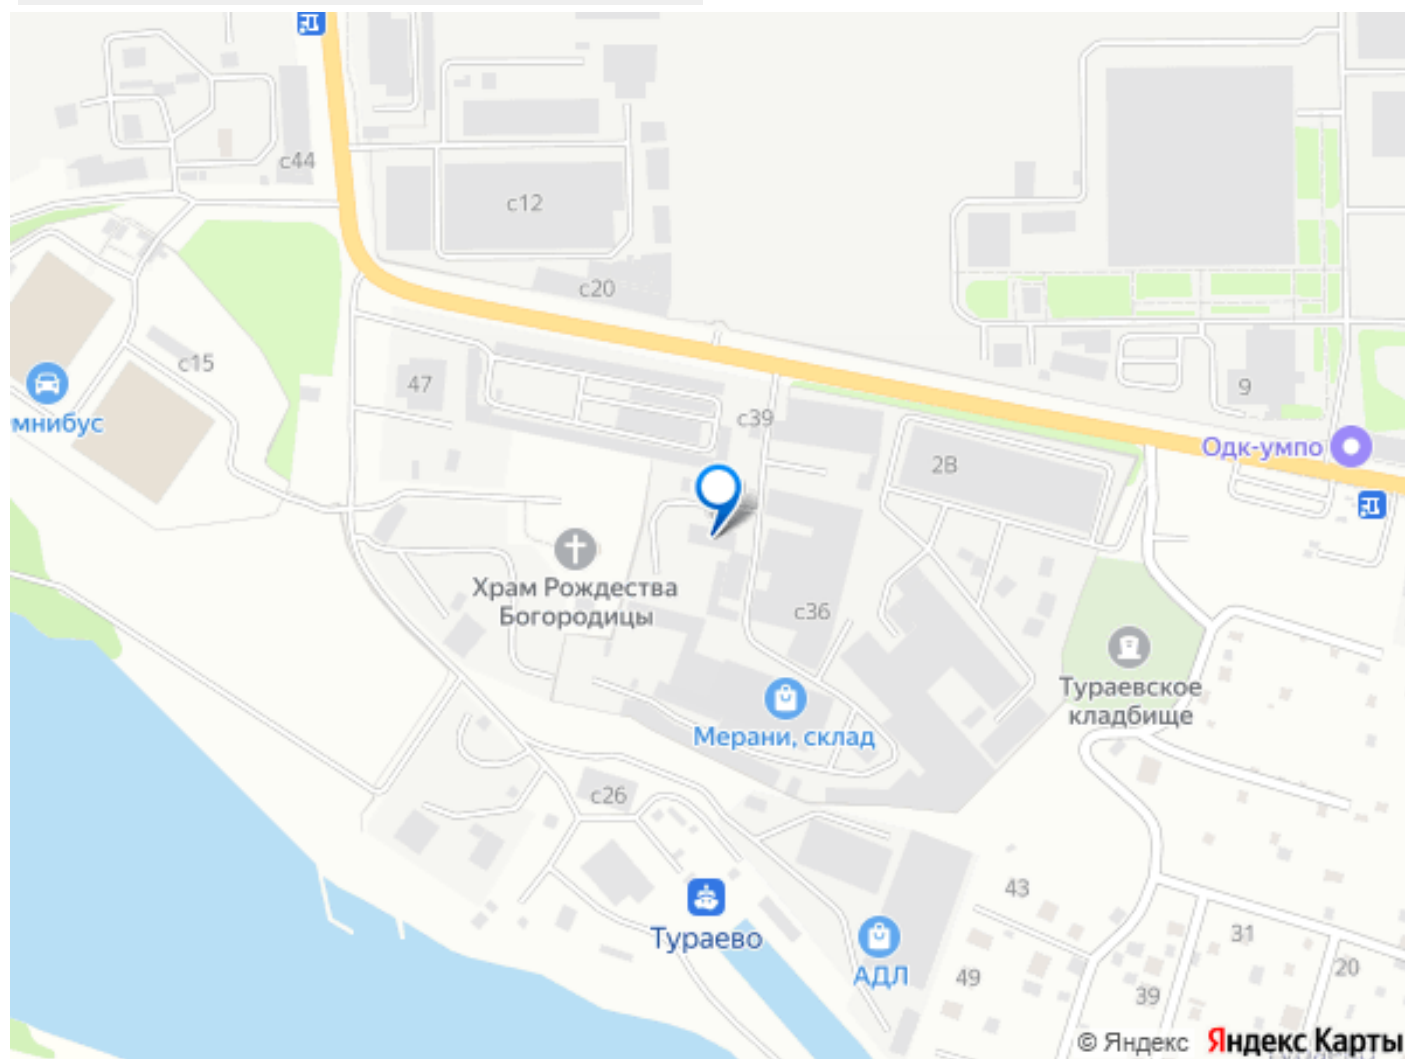 с44
с12
с20
с15
47
9
мнибус
с39
Одк-умпо
2В
Храм Рождества
Богородицы
с36
Тураевское
кладбище
Мерани, склад
с26
43
Тураево
31
АДЛ
49
20
39
© Яндекс Яндекс Карты